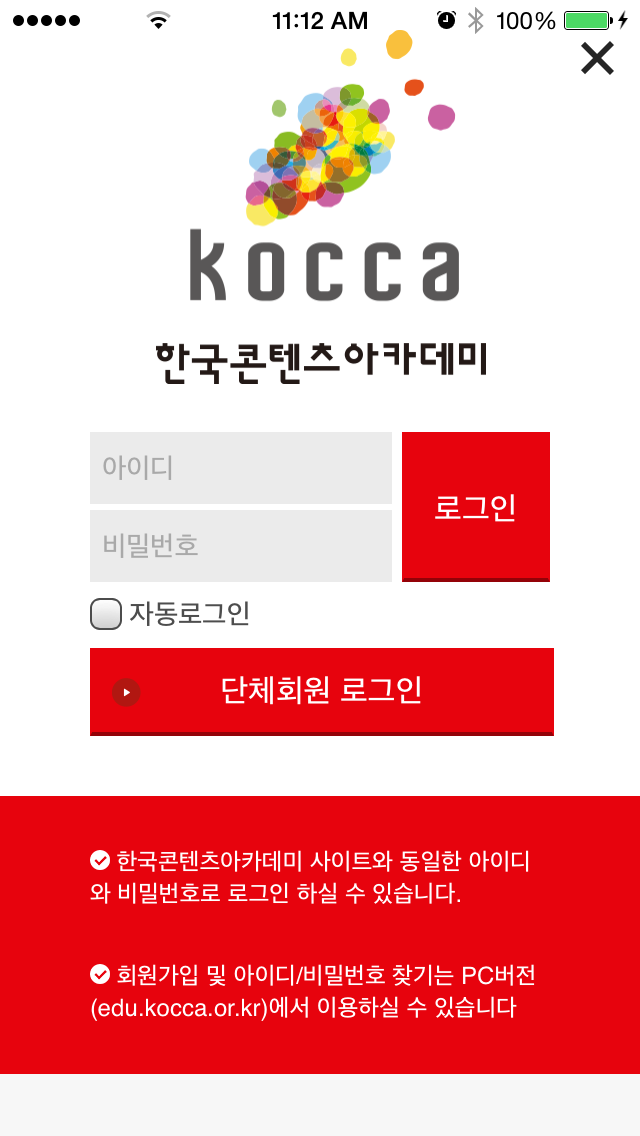 11:12 AM
100%
kocca
한국콘텐츠아카데미
아이디
로그인
비밀번호
자동로그인
단체회원 로그인
한국콘텐츠아카데미 사이트와 동일한 아이디
와 비밀번호로 로그인 하실 수 있습니다.
회원가입 및 아이디/비밀번호 찾기는 PC버전
(edu.kocca.or.kr)에서 이용하실 수 있습니다